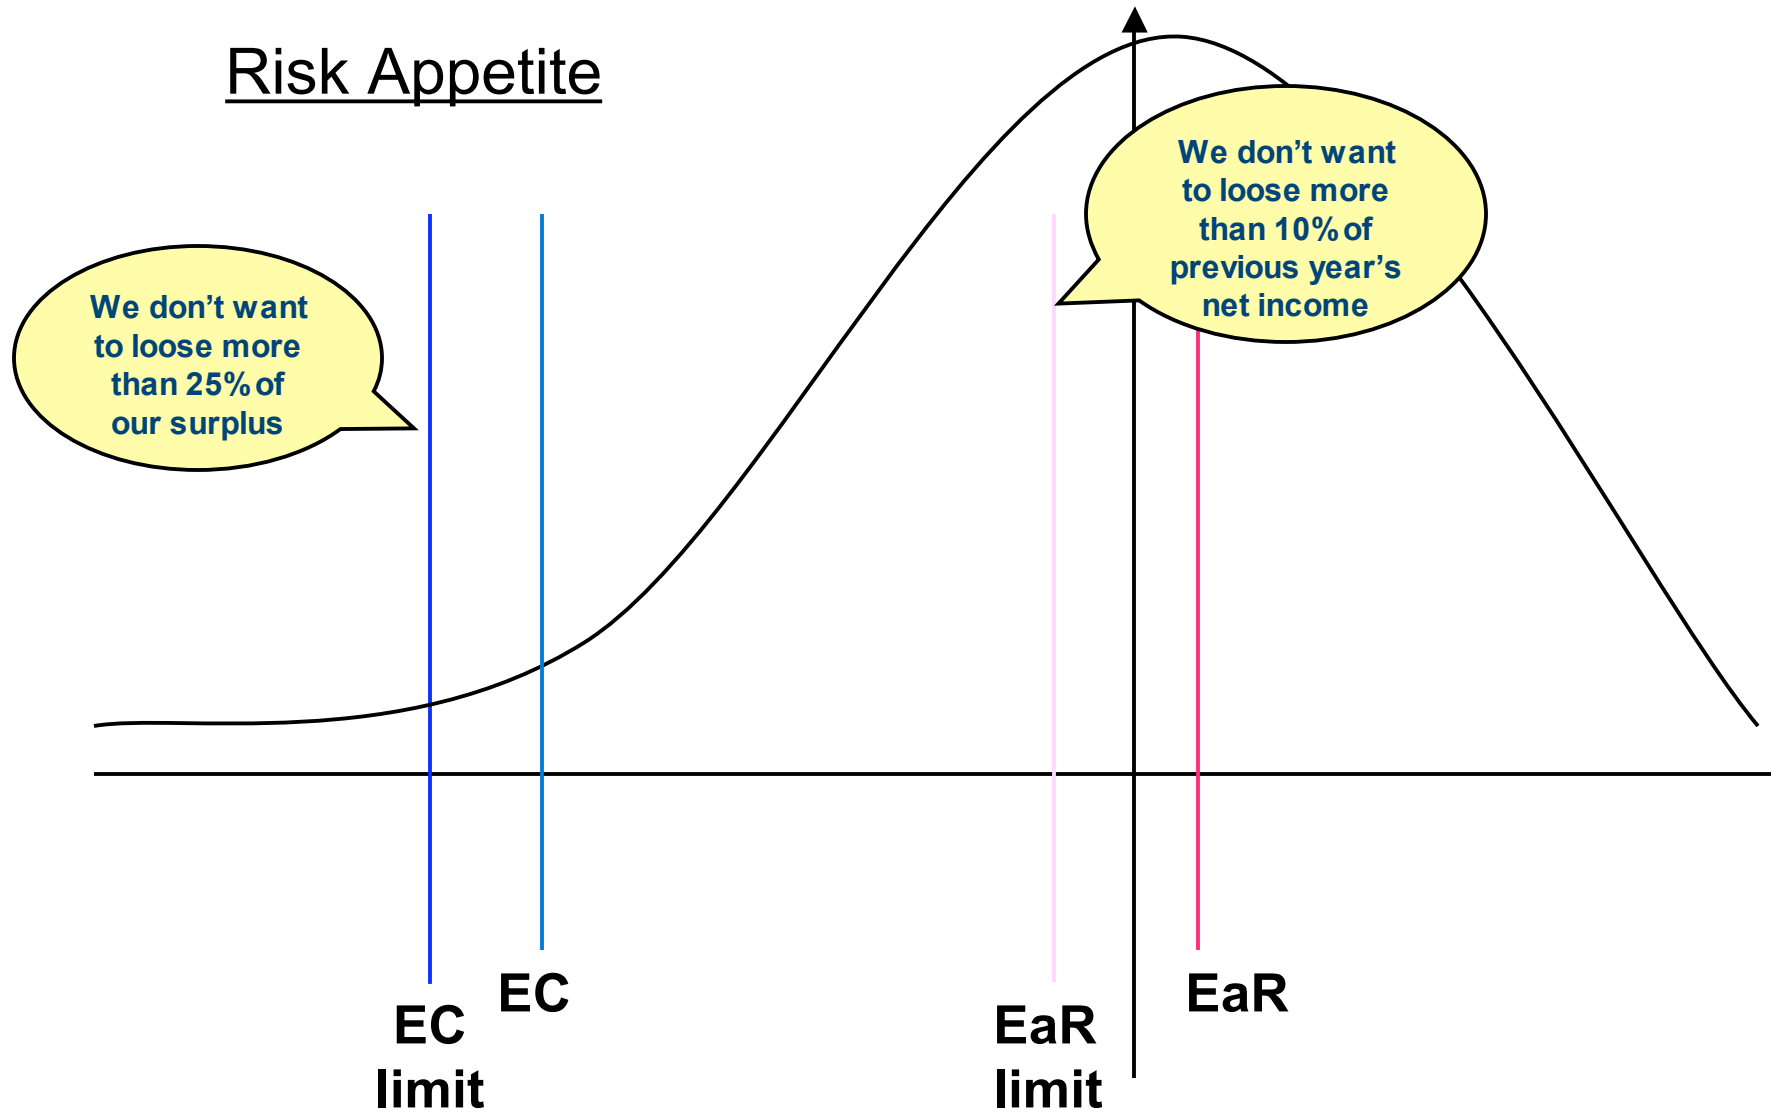 Risk Appetite
We don’t want
to loose more
than 10% of
previous year’s
net income
We don’t want
to loose more
than 25% of
our surplus
EC
limit
EC
EaR
limit
EaR